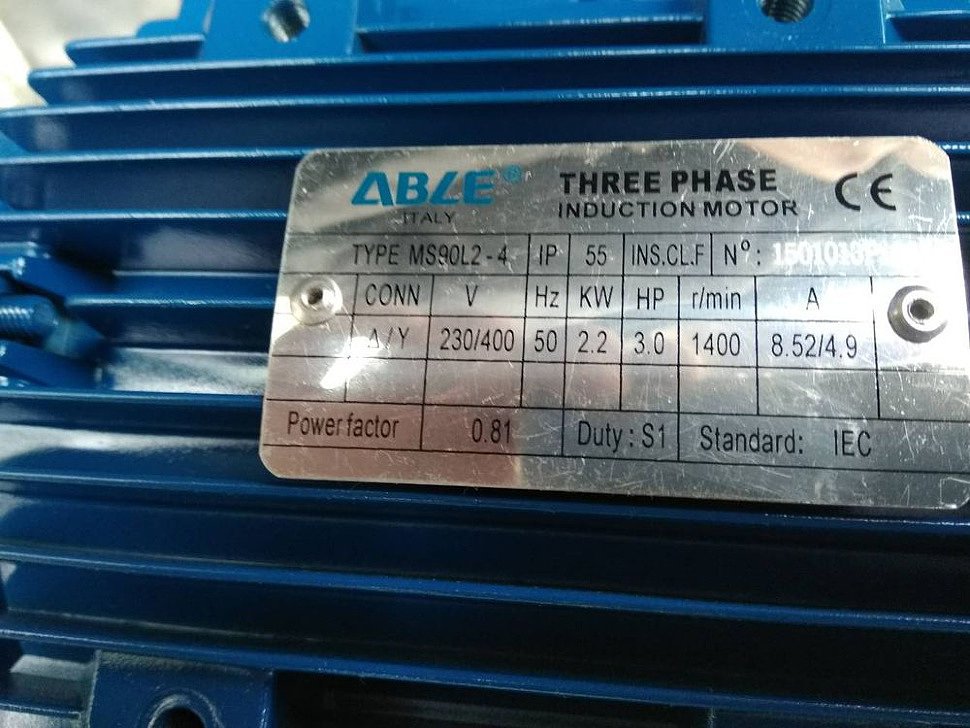 ABLE® THREE PHASE CE
ITALY INDUCTION MOTOR
TYPE MS90L2-4 IP 55 INS.CL.F Nº:
CONN V Hz KW HP r/min A
Δ/Y 230/400 50 2.2 3.0 1400 8.52/4.9
Power factor 0.81 Duty: S1 Standard: IEC